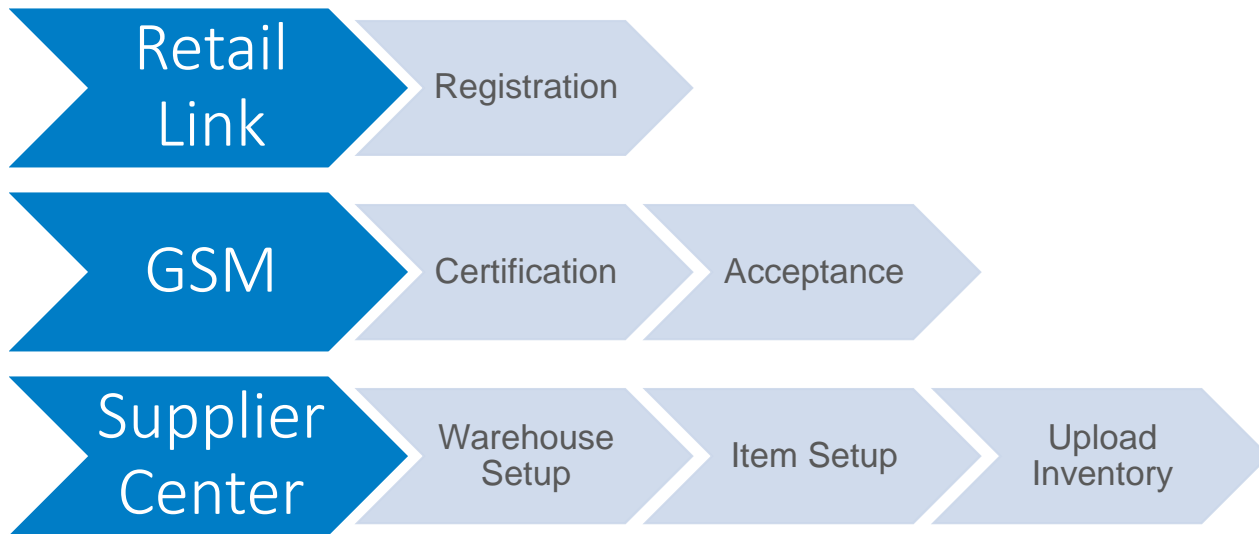 Retail
Link
Registration
GSM
Certification
Acceptance
Supplier
Center
Warehouse
Setup
Item Setup
Upload
Inventory